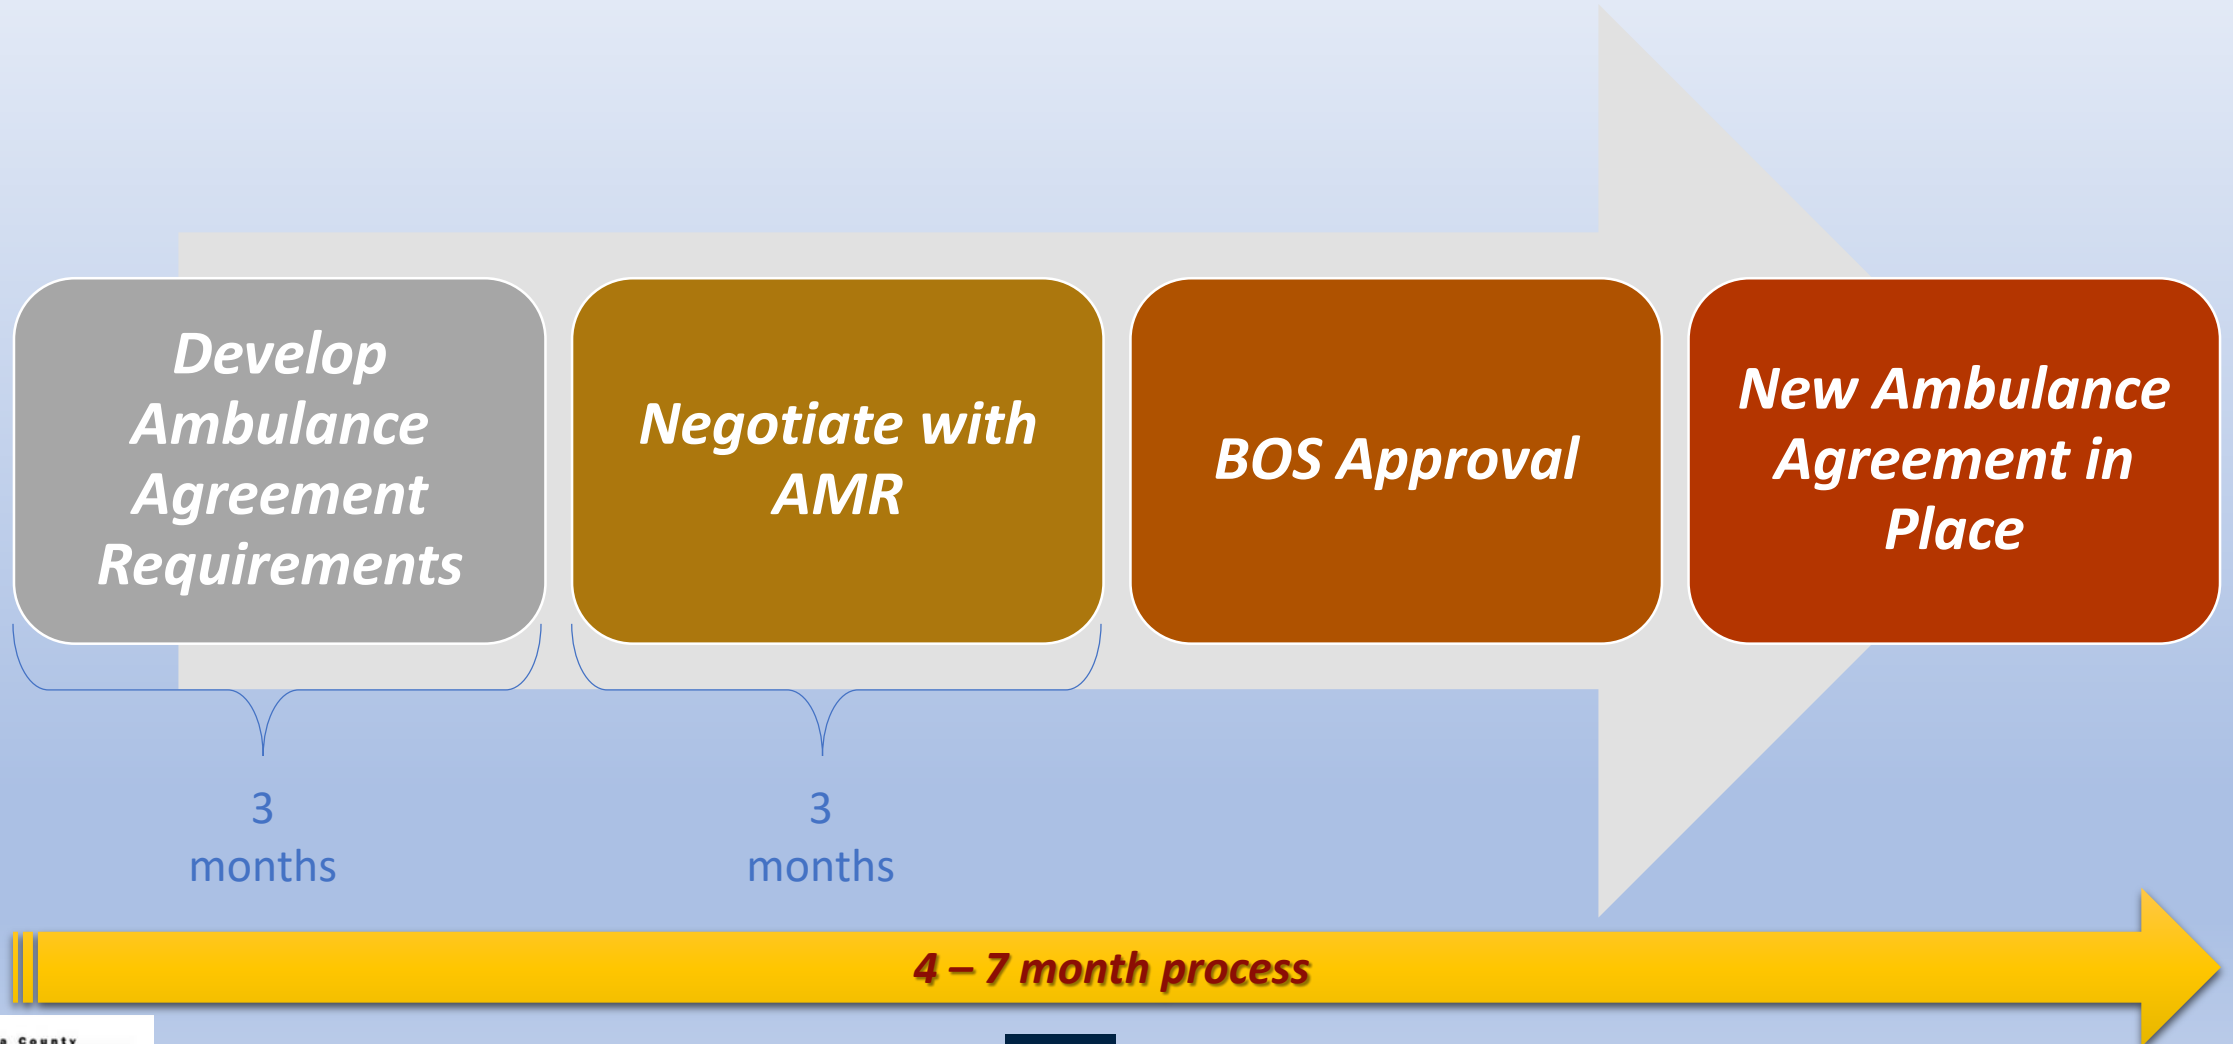 Develop
Ambulance
Agreement
Requirements
Negotiate with
AMR
BOS Approval
New Ambulance
Agreement in
Place
3
months
3
months
4 – 7 month process
a County